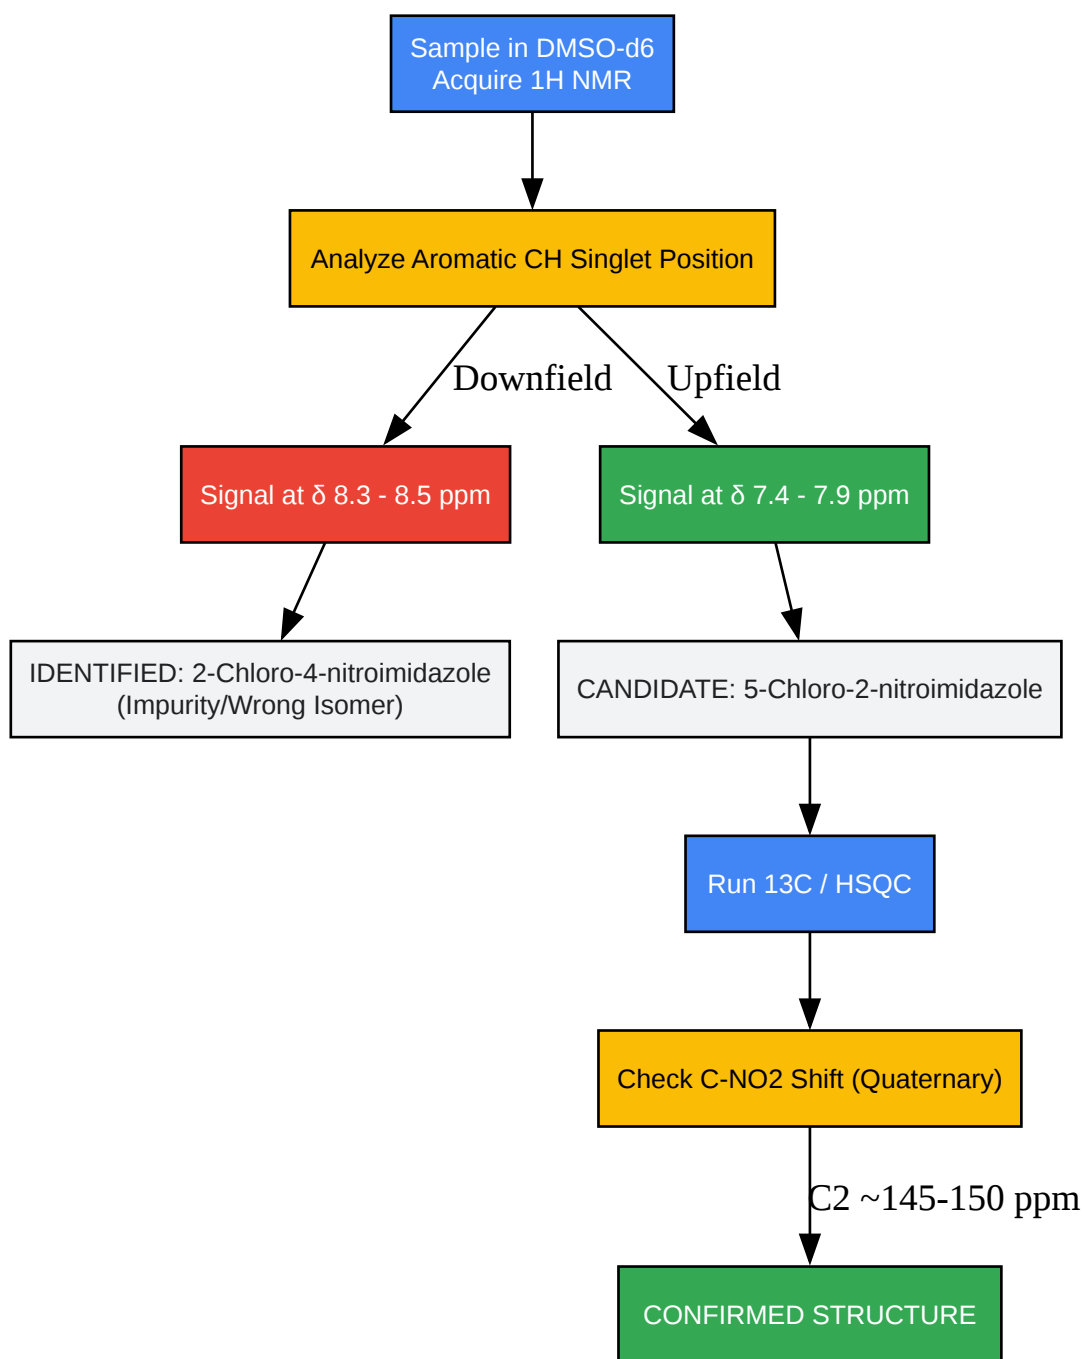 Sample in DMSO-d6
Acquire 1H NMR
Analyze Aromatic CH Singlet Position
Downfield
Upfield
Signal at δ 8.3 - 8.5 ppm
Signal at δ 7.4 - 7.9 ppm
IDENTIFIED: 2-Chloro-4-nitroimidazole
(Impurity/Wrong Isomer)
CANDIDATE: 5-Chloro-2-nitroimidazole
Run 13C / HSQC
Check C-NO2 Shift (Quaternary)
C2 ~145-150 ppm
CONFIRMED STRUCTURE